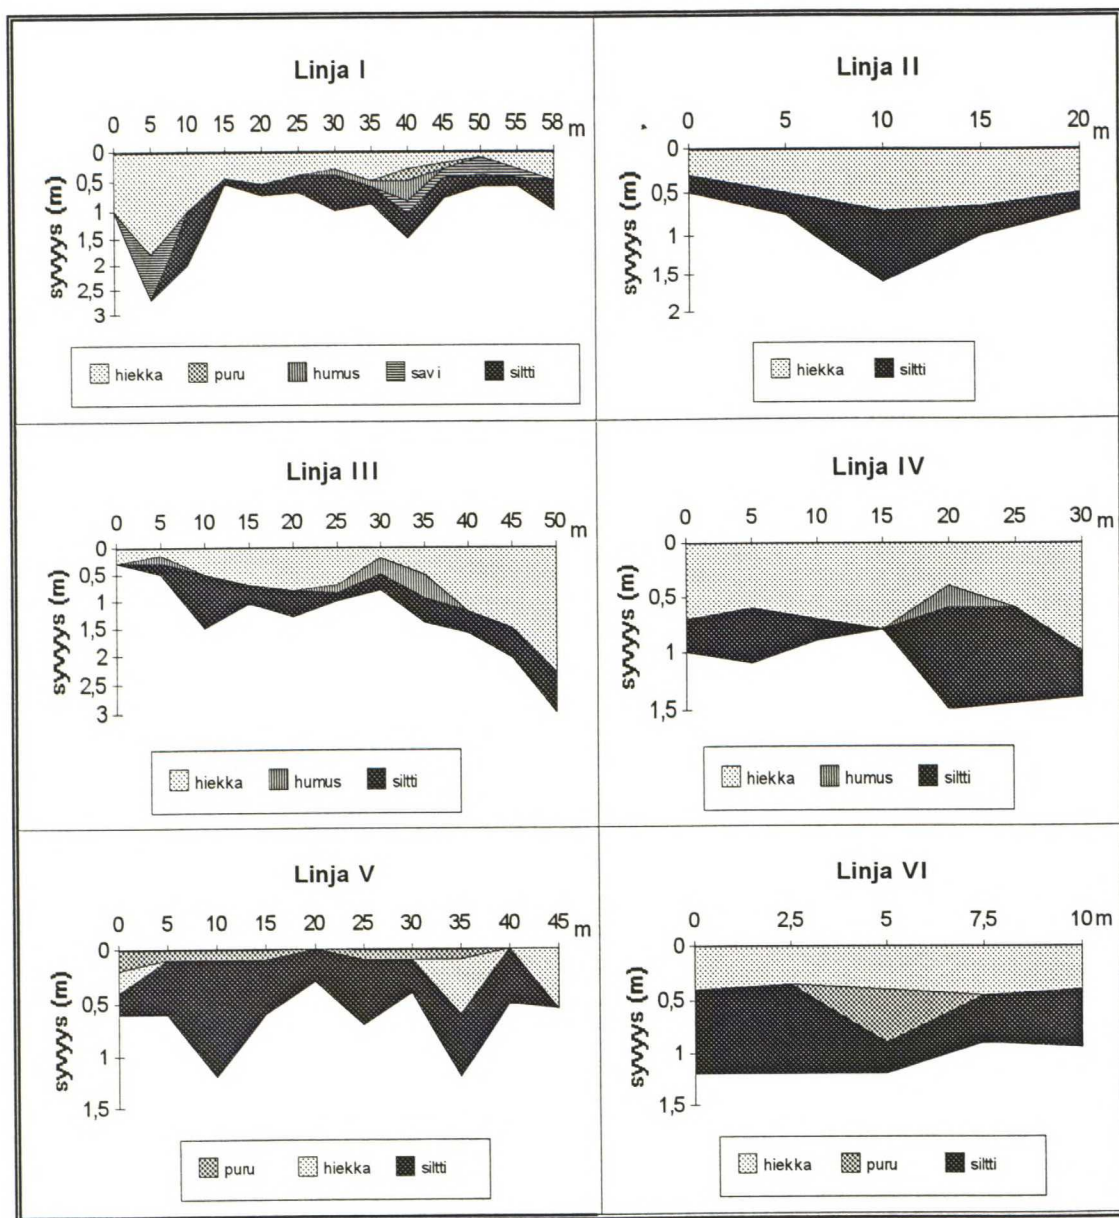 Linja I
0 5 10 15 20 25 30 35 40 45 50 55 58 m
syvyys (m)
0
0,5
1
1,5
2
2,5
3
hiekka puru humus savi siltti
Linja II
0 5 10 15 20 m
syvyys (m)
0
0,5
1
1,5
2
hiekka siltti
Linja III
0 5 10 15 20 25 30 35 40 45 50 m
syvyys (m)
0
0,5
1
1,5
2
2,5
3
hiekka humus siltti
Linja IV
0 5 10 15 20 25 30 m
syvyys (m)
0
0,5
1
1,5
hiekka humus siltti
Linja V
0 5 10 15 20 25 30 35 40 45 m
syvyys (m)
0
0,5
1
1,5
puru hiekka siltti
Linja VI
0 2,5 5 7,5 10 m
syvyys (m)
0
0,5
1
1,5
hiekka puru siltti